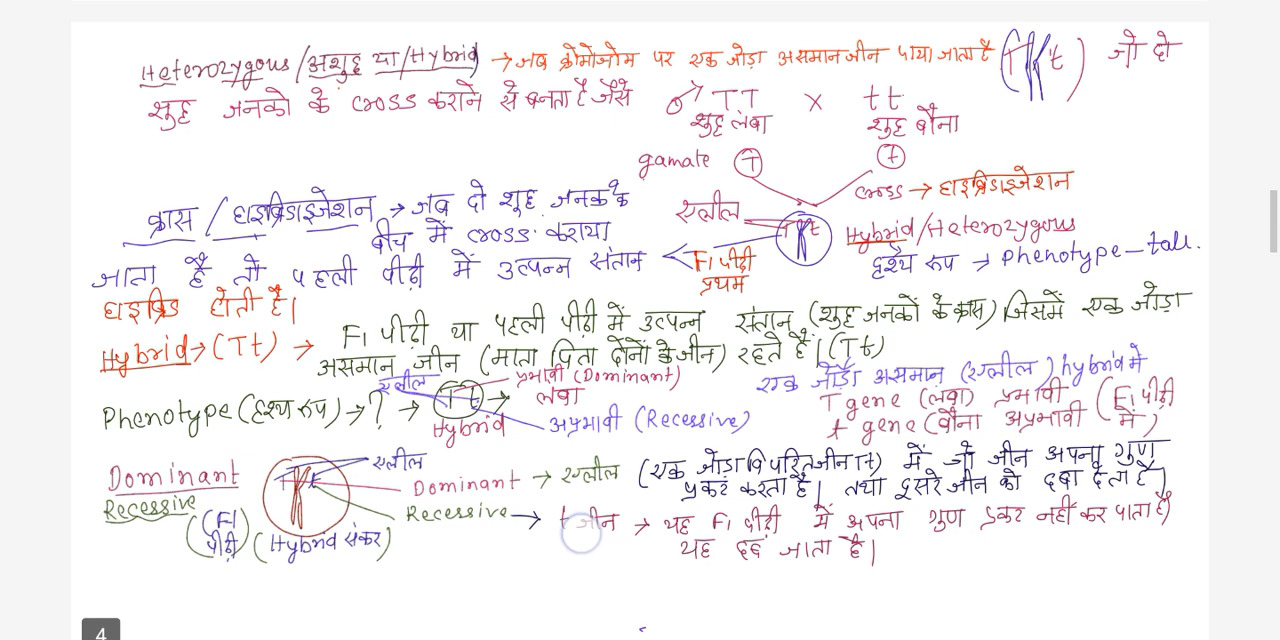 Heterozygous/अशुद्ध या/Hybrid → जब क्रोमोजोम पर एक जोड़ा असमान जीन पाया जाता है (T t) जो दो
शुद्ध जनको के cross कराने से बनता है जैसे
♂ TT × tt
शुद्ध लंबा शुद्ध बौना
gamate T t
cross → हाइब्रिडाइजेशन
क्रास / हाइब्रिडाइजेशन → जब दो शुद्ध जनक के
बीच में cross कराया
जाता है तो पहली पीढ़ी में उत्पन्न संतान
हाइब्रिड होती है।
एलील T t
F1 पीढ़ी
प्रथम
Hybrid/Heterozygous
दृश्य रूप → Phenotype - tall
Hybrid → (Tt) → F1 पीढ़ी या पहली पीढ़ी में उत्पन्न संतान (शुद्ध जनकों के क्रास) जिसमें एक जोड़ा
असमान जीन (माता पिता दोनों के जीन) रहते है। (Tt)
Phenotype (दृश्य रूप) → ? → T t →
एलील
Hybrid
प्रभावी (Dominant)
लंबा
अप्रभावी (Recessive)
एक जोड़ा असमान (एलील) hybrid मे
T gene (लंबा) प्रभावी
t gene (बौना अप्रभावी
(F1 पीढ़ी
में)
Dominant
Recessive
(F1
पीढ़ी)
T t एलील
(Hybrid संकर)
Dominant → एलील (एक जोड़ा विपरित जीन Tt) में जो जीन अपना गुण
प्रकट करता है। तथा दुसरे जीन को दबा देता है)
Recessive → t जीन → यह F1 पीढ़ी में अपना गुण प्रकट नहीं कर पाता है)
यह दब जाता है।
4